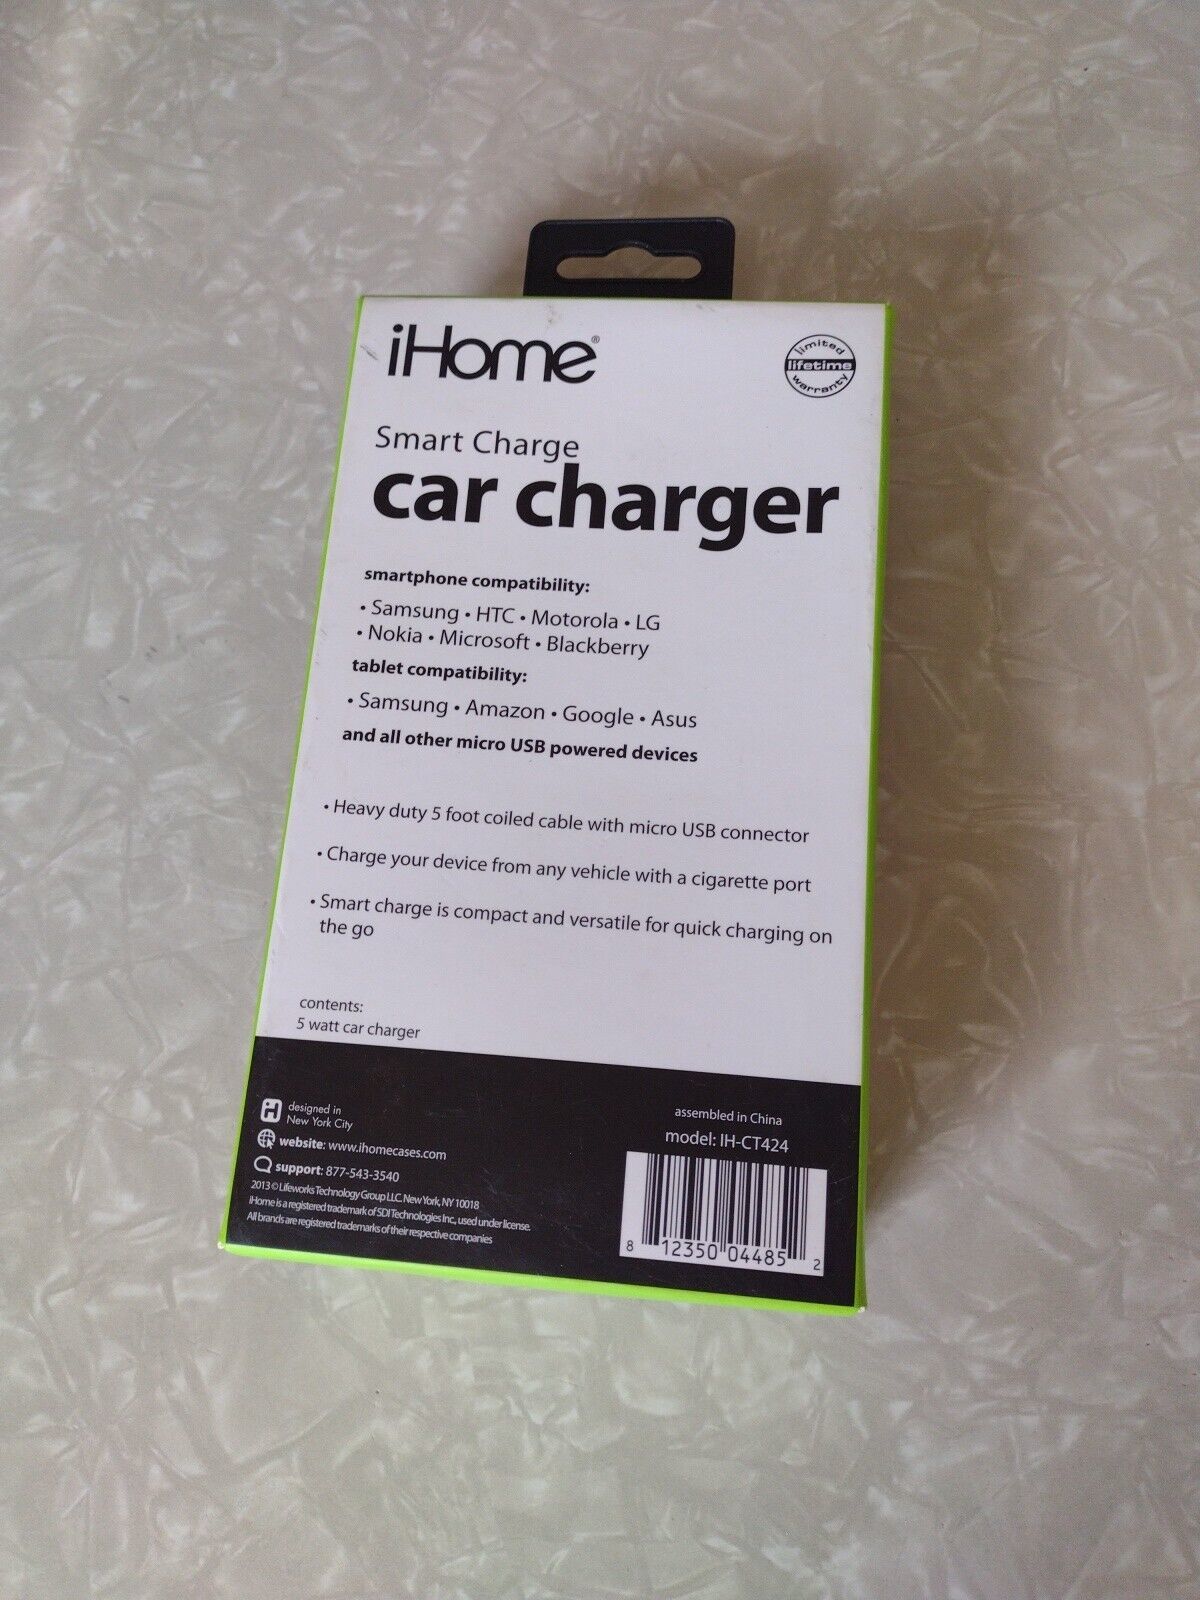 iHome®
limited
lifetime
warranty
Smart Charge
car charger
smartphone compatibility:
• Samsung • HTC • Motorola • LG
• Nokia • Microsoft • Blackberry
tablet compatibility:
• Samsung • Amazon • Google • Asus
and all other micro USB powered devices
• Heavy duty 5 foot coiled cable with micro USB connector
• Charge your device from any vehicle with a cigarette port
• Smart charge is compact and versatile for quick charging on
the go
contents:
5 watt car charger
designed in
New York City
website: www.ihomecases.com
support: 877-543-3540
2013 © Lifeworks Technology Group LLC. New York, NY 10018
iHome is a registered trademark of SDI Technologies Inc., used under license.
All brands are registered trademarks of their respective companies
assembled in China
model: IH-CT424
8 12350 04485 2